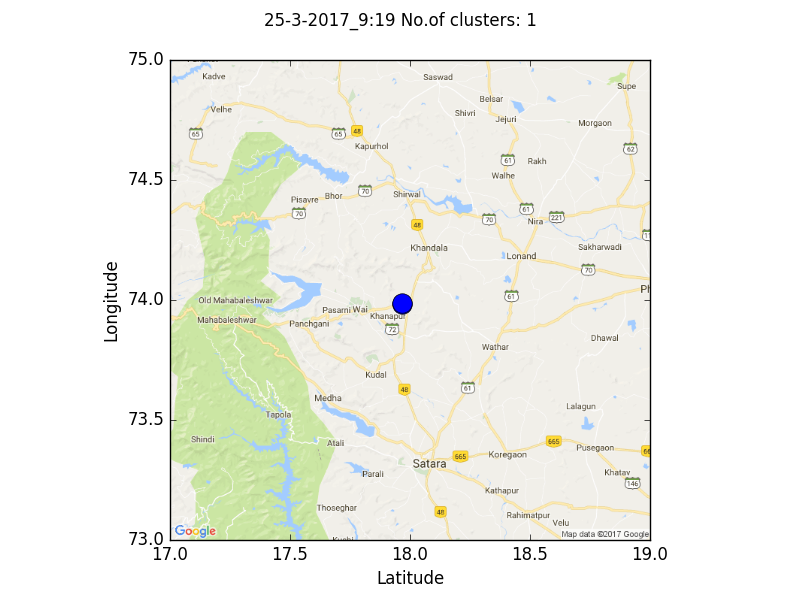 25-3-2017_9:19 No.of clusters: 1
75.0
74.5
74.0
73.5
73.0
Longitude
17.0 17.5 18.0 18.5 19.0
Latitude
Kadve
Saswad
Supe
Velhe
Belsar
Shivri
Jejuri
Morgaon
65
65
48
Kapurhol
62
61
Rakh
Walhe
70
Pisavre
Bhor
Shirwal
70
61
221
Nira
70
48
11
Khandala
Sakharwadi
Lonand
70
Old Mahabaleshwar
61
Ph
Pasarni
Wai
Khanapur
Mahabaleshwar
Panchgani
72
Dhawal
Wathar
Kudal
48
61
Medha
Lalagun
Tapola
Shindi
Atali
665
Pusegaon
66
Koregaon
665
Satara
Parali
Khatav
146
Kathapur
Thoseghar
48
Rahimatpur
Velu
Google
Map data ©2017 Google